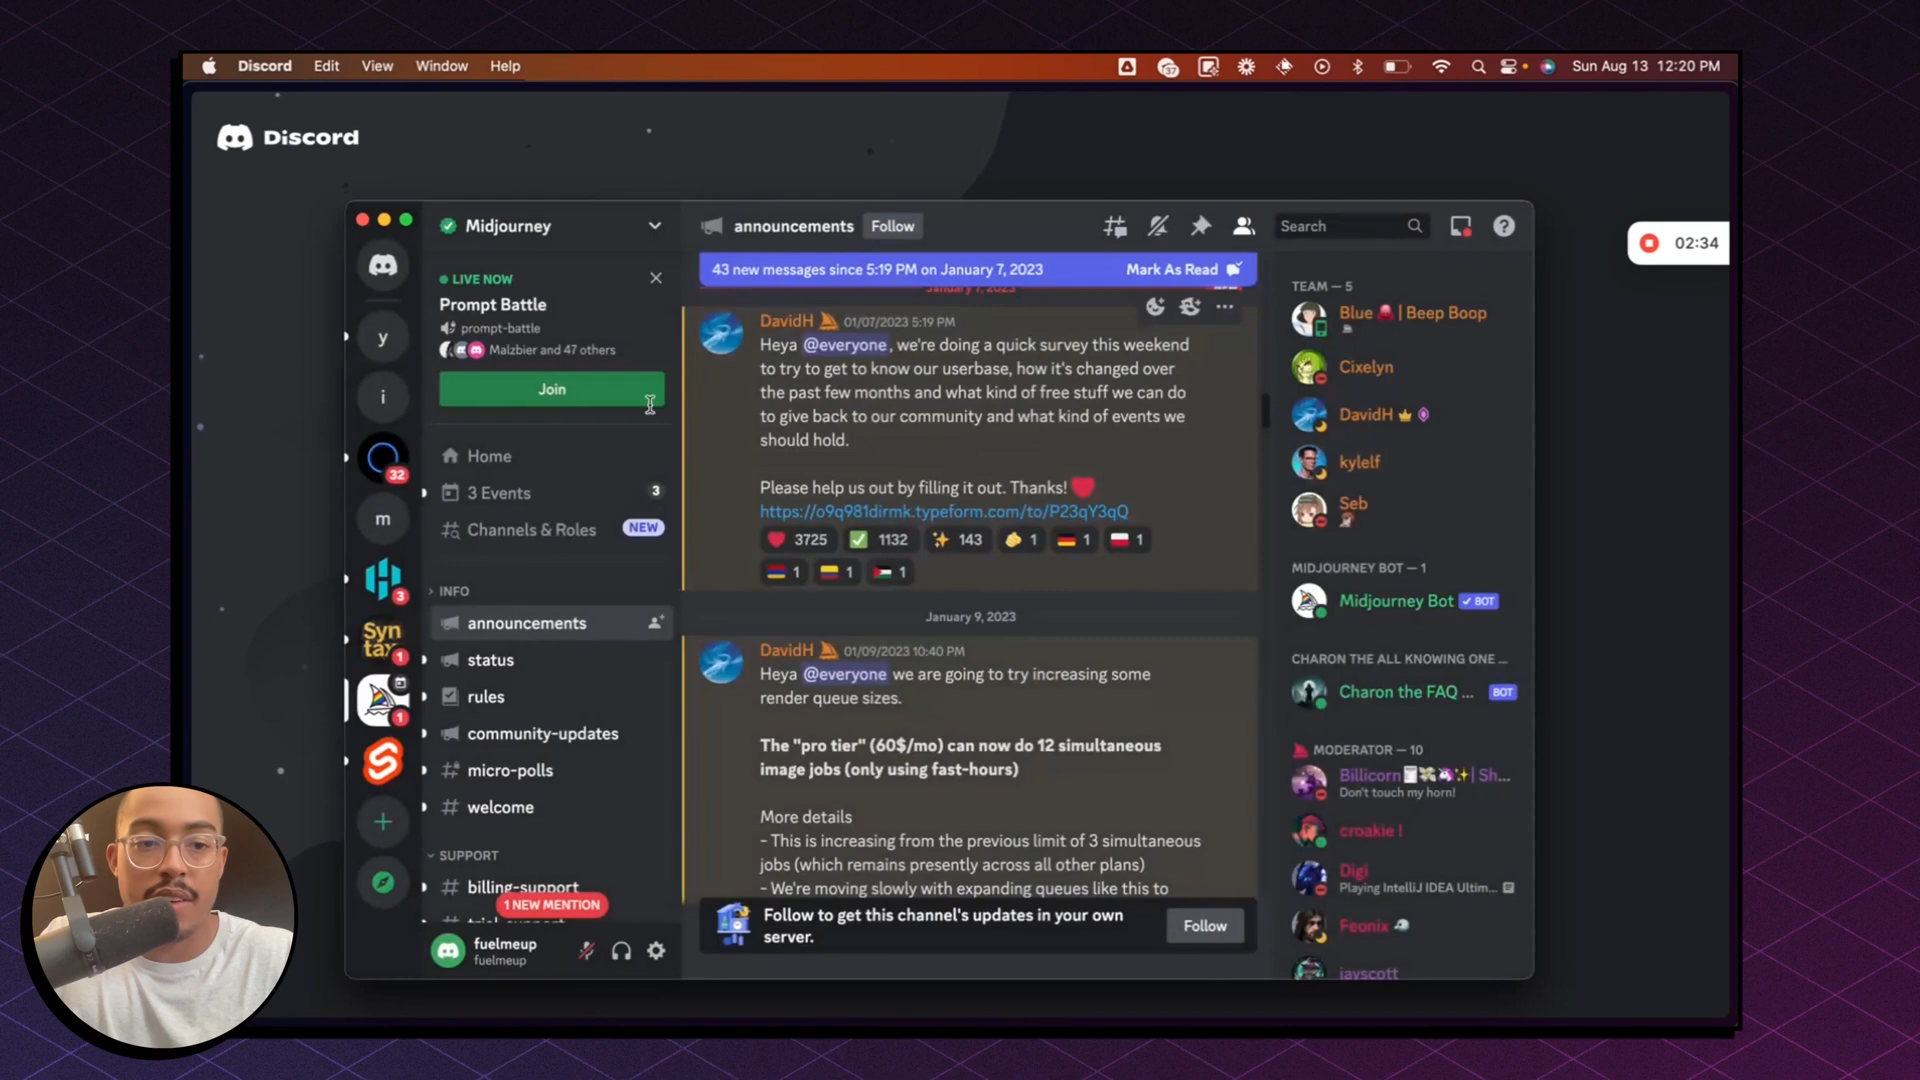 Discord Edit View Window Help
37
Sun Aug 13 12:20 PM
Discord
02:34
Midjourney
LIVE NOW
Prompt Battle
prompt-battle
Malzbier and 47 others
Join
Home
3 Events 3
Channels & Roles NEW
INFO
announcements
status
rules
community-updates
micro-polls
welcome
SUPPORT
billing-support
1 NEW MENTION
fuelmeup
fuelmeup
y
i
32
m
3
Syn
tax
1
1
announcements Follow
Search
43 new messages since 5:19 PM on January 7, 2023 Mark As Read
January 7, 2023
DavidH 01/07/2023 5:19 PM
Heya @everyone, we're doing a quick survey this weekend
to try to get to know our userbase, how it's changed over
the past few months and what kind of free stuff we can do
to give back to our community and what kind of events we
should hold.
Please help us out by filling it out. Thanks! ❤️
https://o9q981dirmk.typeform.com/to/P23qY3qQ
3725 1132 143 1 1 1
1 1 1
January 9, 2023
DavidH 01/09/2023 10:40 PM
Heya @everyone we are going to try increasing some
render queue sizes.
The "pro tier" (60$/mo) can now do 12 simultaneous
image jobs (only using fast-hours)
More details
- This is increasing from the previous limit of 3 simultaneous
jobs (which remains presently across all other plans)
- We're moving slowly with expanding queues like this to
Follow to get this channel's updates in your own
server.
Follow
TEAM — 5
Blue | Beep Boop
Cixelyn
DavidH
kylelf
Seb
MIDJOURNEY BOT — 1
Midjourney Bot BOT
CHARON THE ALL KNOWING ONE ...
Charon the FAQ ... BOT
MODERATOR — 10
Billicorn | Sh...
Don't touch my horn!
croakie !
Digi
Playing IntelliJ IDEA Ultim...
Feonix
jayscott